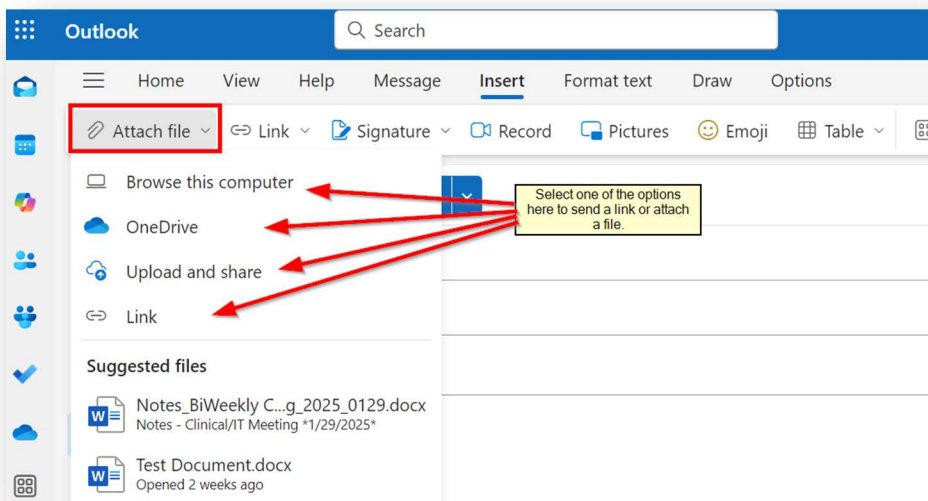 Outlook
Search
Home View Help Message Insert Format text Draw Options
Attach file Link Signature Record Pictures Emoji Table
Browse this computer
OneDrive
Upload and share
Link
Select one of the options
here to send a link or attach
a file.
Suggested files
Notes_BiWeekly C...g_2025_0129.docx
Notes - Clinical/IT Meeting *1/29/2025*
Test Document.docx
Opened 2 weeks ago